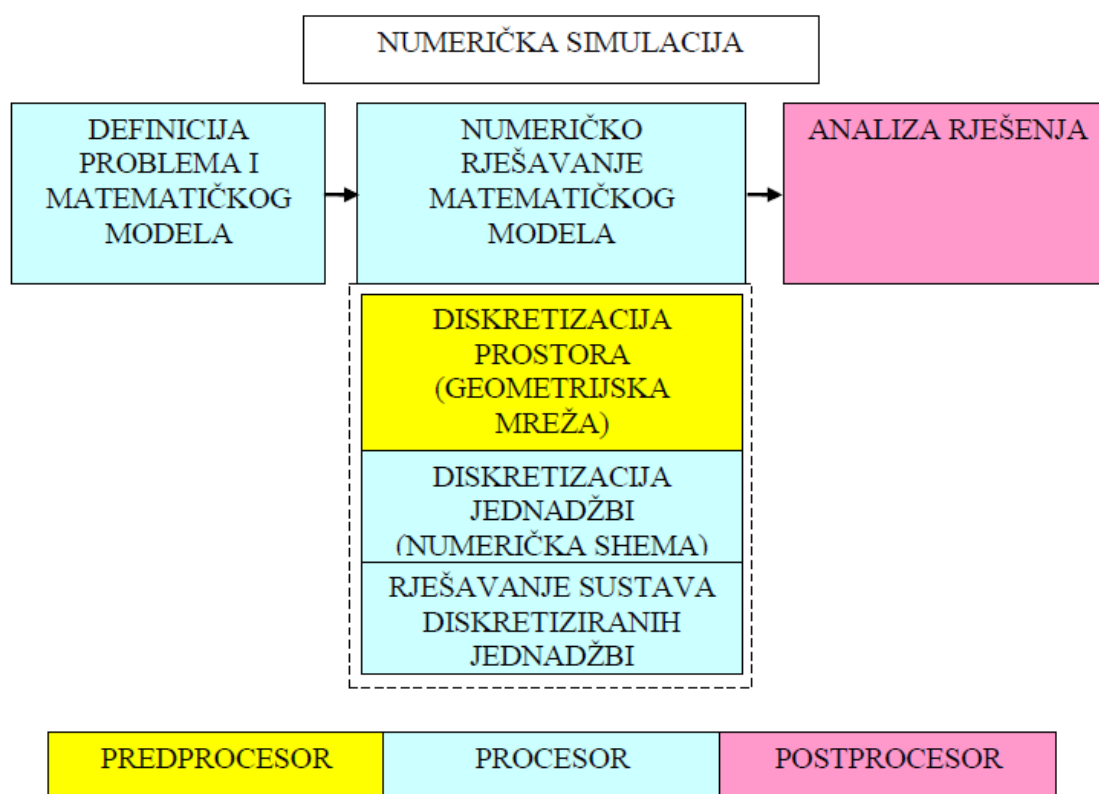 NUMERIČKA SIMULACIJA
DEFINICIJA
PROBLEMA I
MATEMATIČKOG
MODELA
NUMERIČKO
RJEŠAVANJE
MATEMATIČKOG
MODELA
ANALIZA RJEŠENJA
DISKRETIZACIJA
PROSTORA
(GEOMETRIJSKA
MREŽA)
DISKRETIZACIJA
JEDNADŽBI
(NUMERIČKA SHEMA)
RJEŠAVANJE SUSTAVA
DISKRETIZIRANIH
JEDNADŽBI
PREDPROCESOR
PROCESOR
POSTPROCESOR